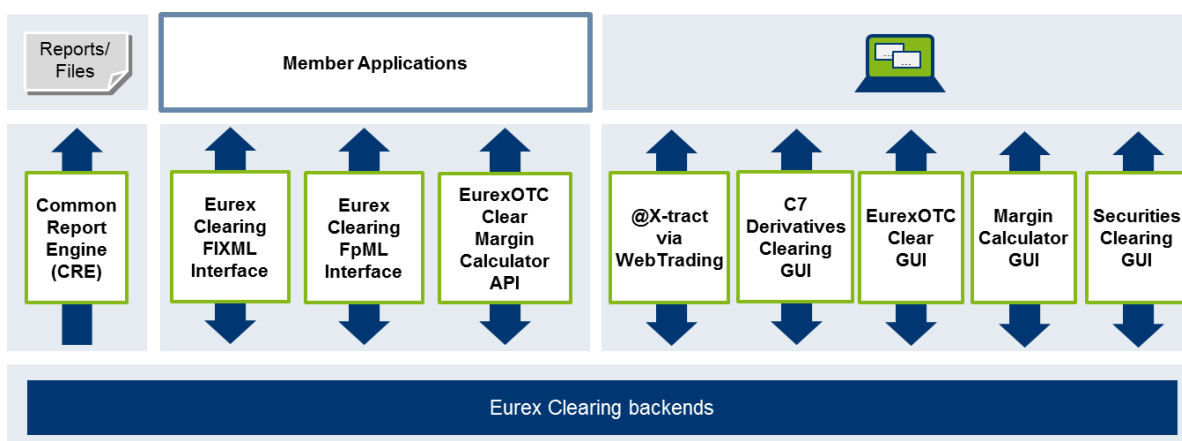 Reports/
Files
Member Applications
...
...
Common
Report
Engine
(CRE)
Eurex
Clearing
FIXML
Interface
Eurex
Clearing
FpML
Interface
EurexOTC
Clear
Margin
Calculator
API
@X-tract
via
WebTrading
C7
Derivatives
Clearing
GUI
EurexOTC
Clear
GUI
Margin
Calculator
GUI
Securities
Clearing
GUI
Eurex Clearing backends